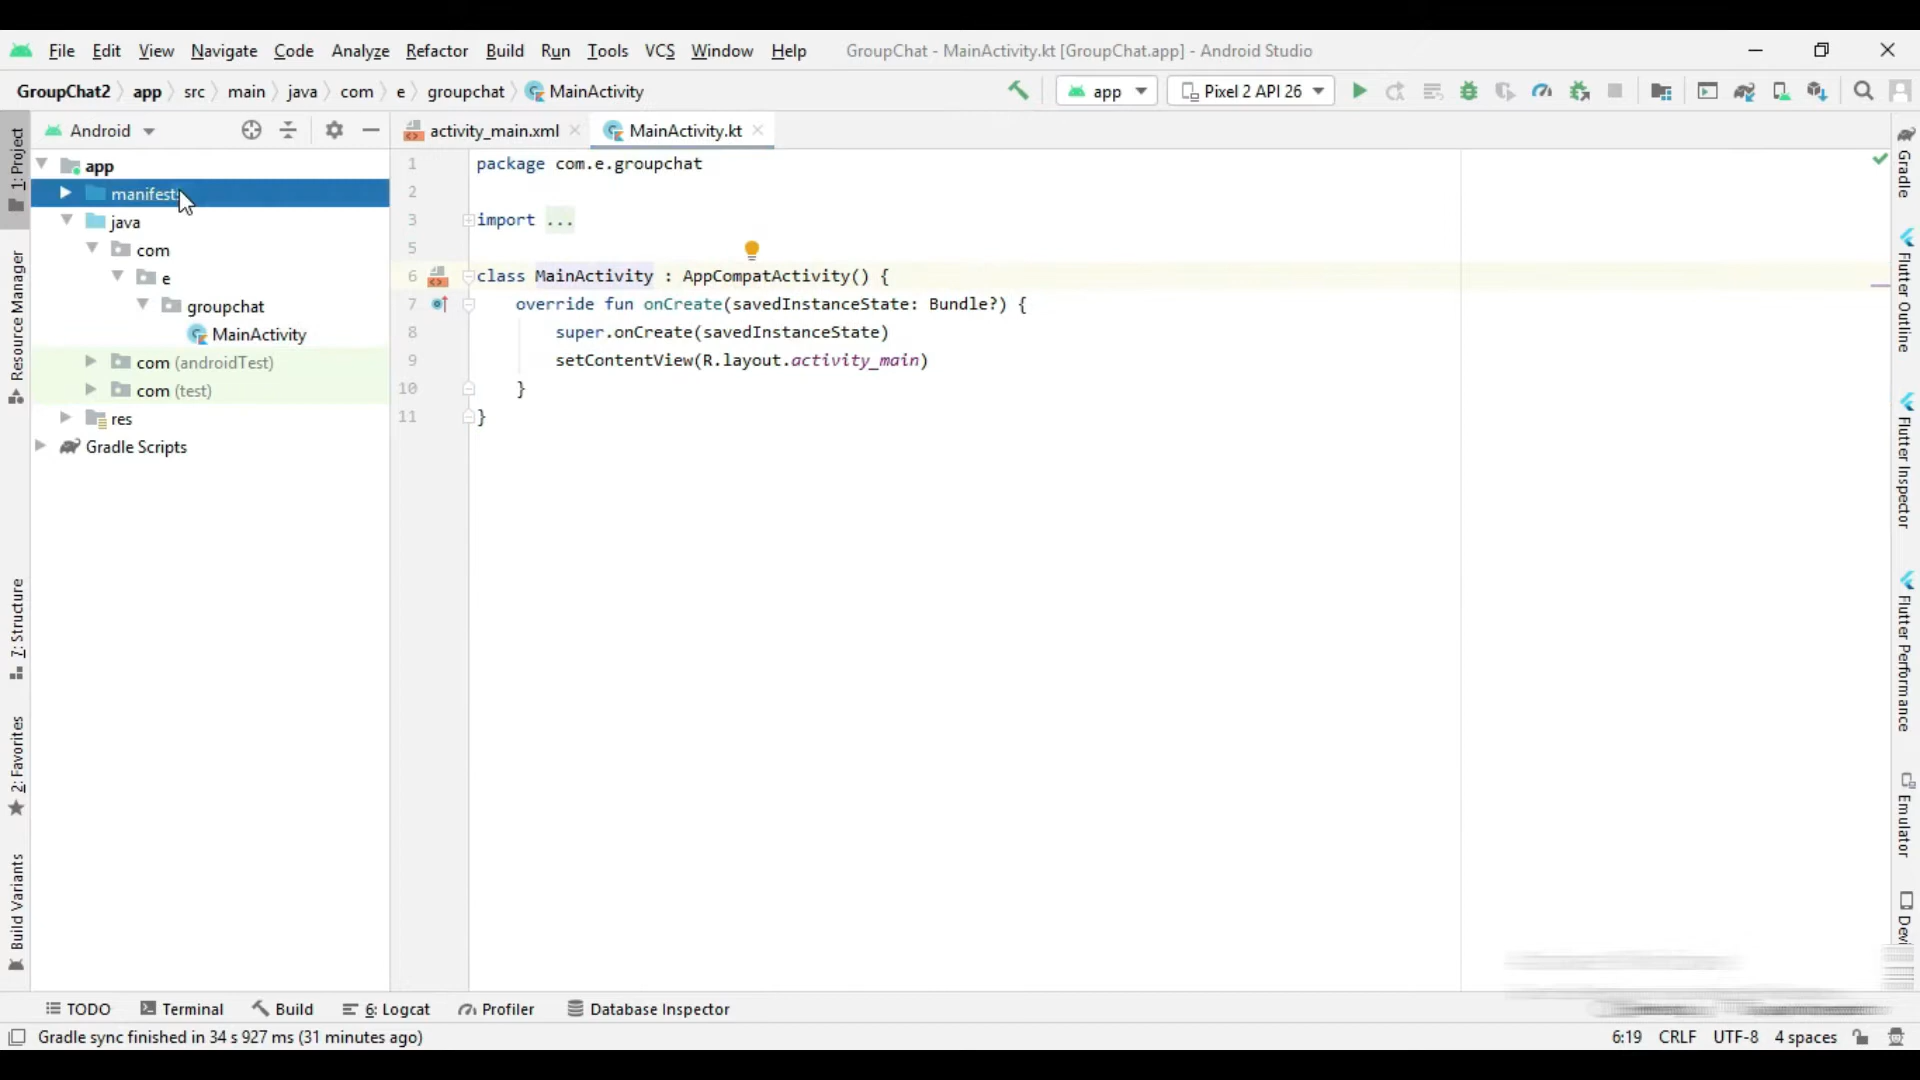 File Edit View Navigate Code Analyze Refactor Build Run Tools VCS Window Help GroupChat - MainActivity.kt [GroupChat.app] - Android Studio
GroupChat2 app src main java com e groupchat MainActivity app Pixel 2 API 26
Android activity_main.xml MainActivity.kt
app
manifests
java
com
e
groupchat
MainActivity
com (androidTest)
com (test)
res
Gradle Scripts
1 package com.e.groupchat
2
3 import ...
5
6 class MainActivity : AppCompatActivity() {
7 override fun onCreate(savedInstanceState: Bundle?) {
8 super.onCreate(savedInstanceState)
9 setContentView(R.layout.activity_main)
10 }
11 }
1: Project
Resource Manager
7: Structure
2: Favorites
Build Variants
Gradle
Flutter Outline
Flutter Inspector
Flutter Performance
Emulator
Devi
TODO Terminal Build 6: Logcat Profiler Database Inspector
Gradle sync finished in 34 s 927 ms (31 minutes ago) 6:19 CRLF UTF-8 4 spaces